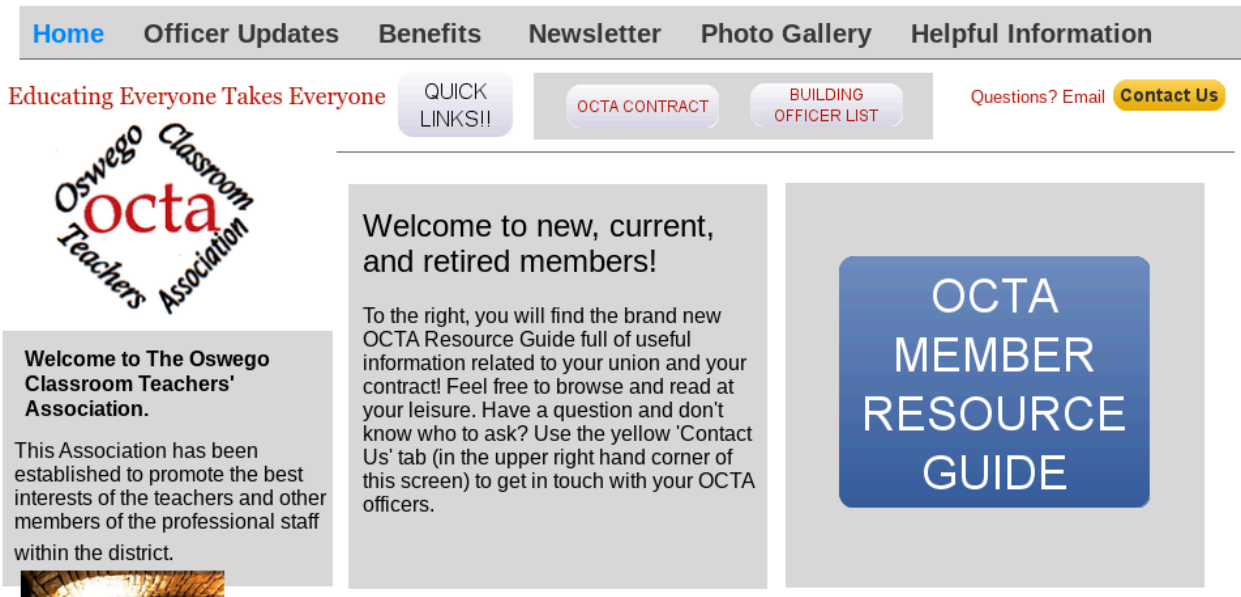 Home Officer Updates Benefits Newsletter Photo Gallery Helpful Information
Educating Everyone Takes Everyone
QUICK
LINKS!!
OCTA CONTRACT
BUILDING
OFFICER LIST
Questions? Email Contact Us
Oswego
Classroom
octa
Teachers
Association
Welcome to The Oswego
Classroom Teachers'
Association.
This Association has been
established to promote the best
interests of the teachers and other
members of the professional staff
within the district.
Welcome to new, current,
and retired members!
To the right, you will find the brand new
OCTA Resource Guide full of useful
information related to your union and your
contract! Feel free to browse and read at
your leisure. Have a question and don't
know who to ask? Use the yellow 'Contact
Us' tab (in the upper right hand corner of
this screen) to get in touch with your OCTA
officers.
OCTA
MEMBER
RESOURCE
GUIDE